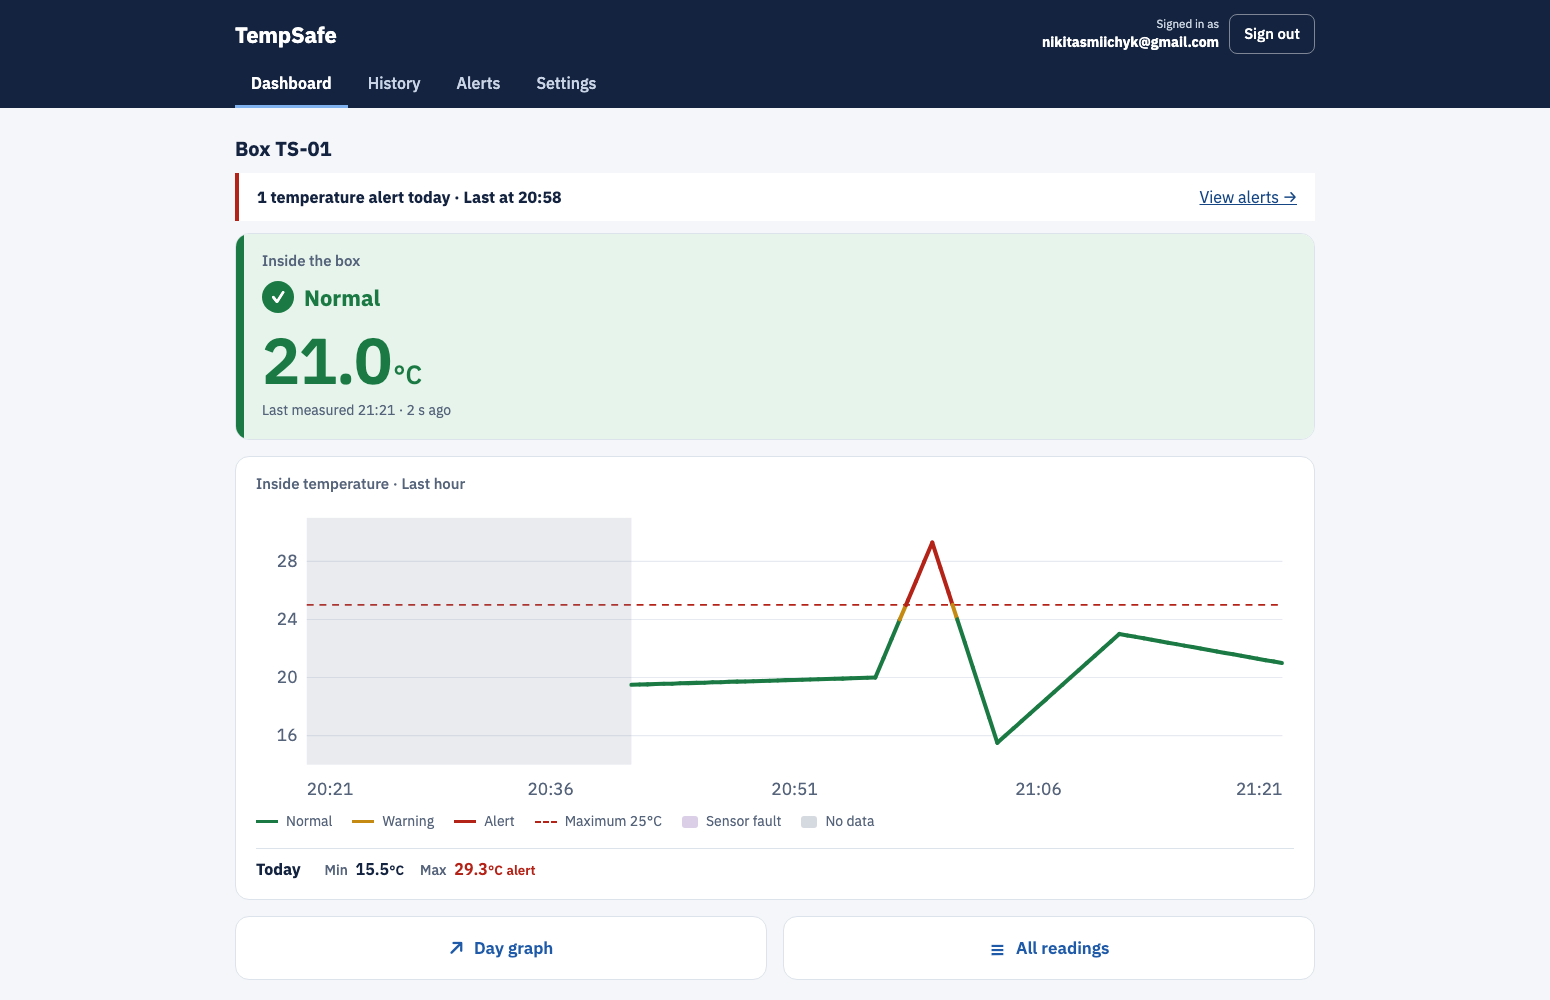 TempSafe
Signed in as
nikitasmiichyk@gmail.com
Sign out
Dashboard History Alerts Settings
Box TS-01
1 temperature alert today · Last at 20:58
View alerts →
Inside the box
Normal
21.0°C
Last measured 21:21 · 2 s ago
Inside temperature · Last hour
28
24
20
16
20:21 20:36 20:51 21:06 21:21
Normal Warning Alert Maximum 25°C Sensor fault No data
Today Min 15.5°C Max 29.3°C alert
Day graph
All readings